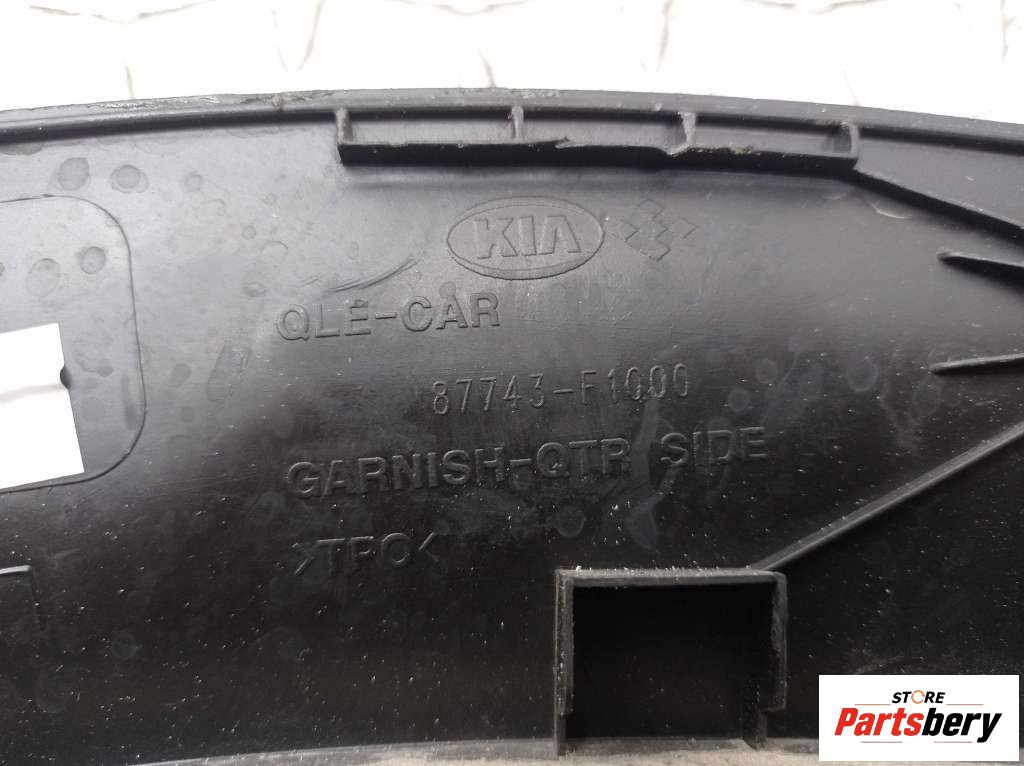 KIA
QLE-CAR
87743-F1000
GARNISH-QTR SIDE
>TPO<
STORE
Partsbery